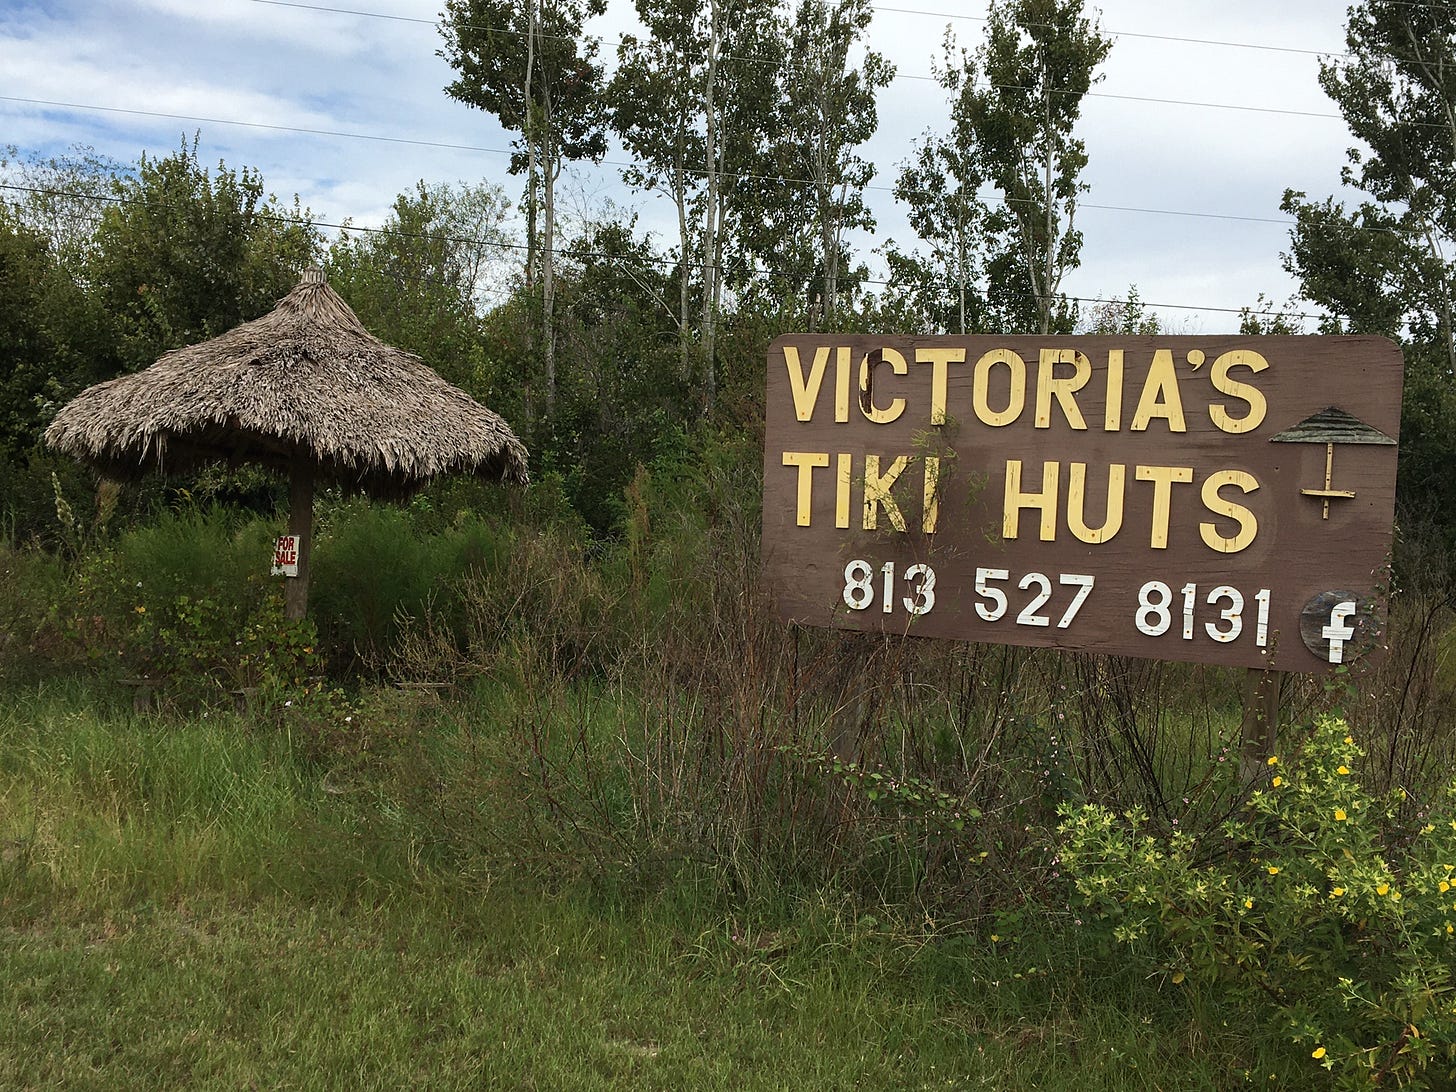 FOR
SALE
VICTORIA'S
TIKI HUTS
813 527 8131
f